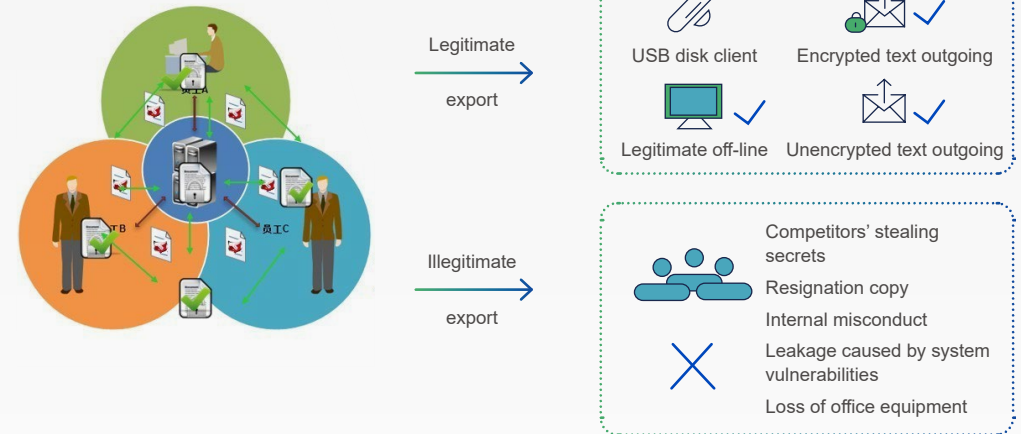 员工A
工B
员工C
Legitimate
export
Illegitimate
export
USB disk client
Encrypted text outgoing
Legitimate off-line
Unencrypted text outgoing
Competitors’ stealing
secrets
Resignation copy
Internal misconduct
Leakage caused by system
vulnerabilities
Loss of office equipment